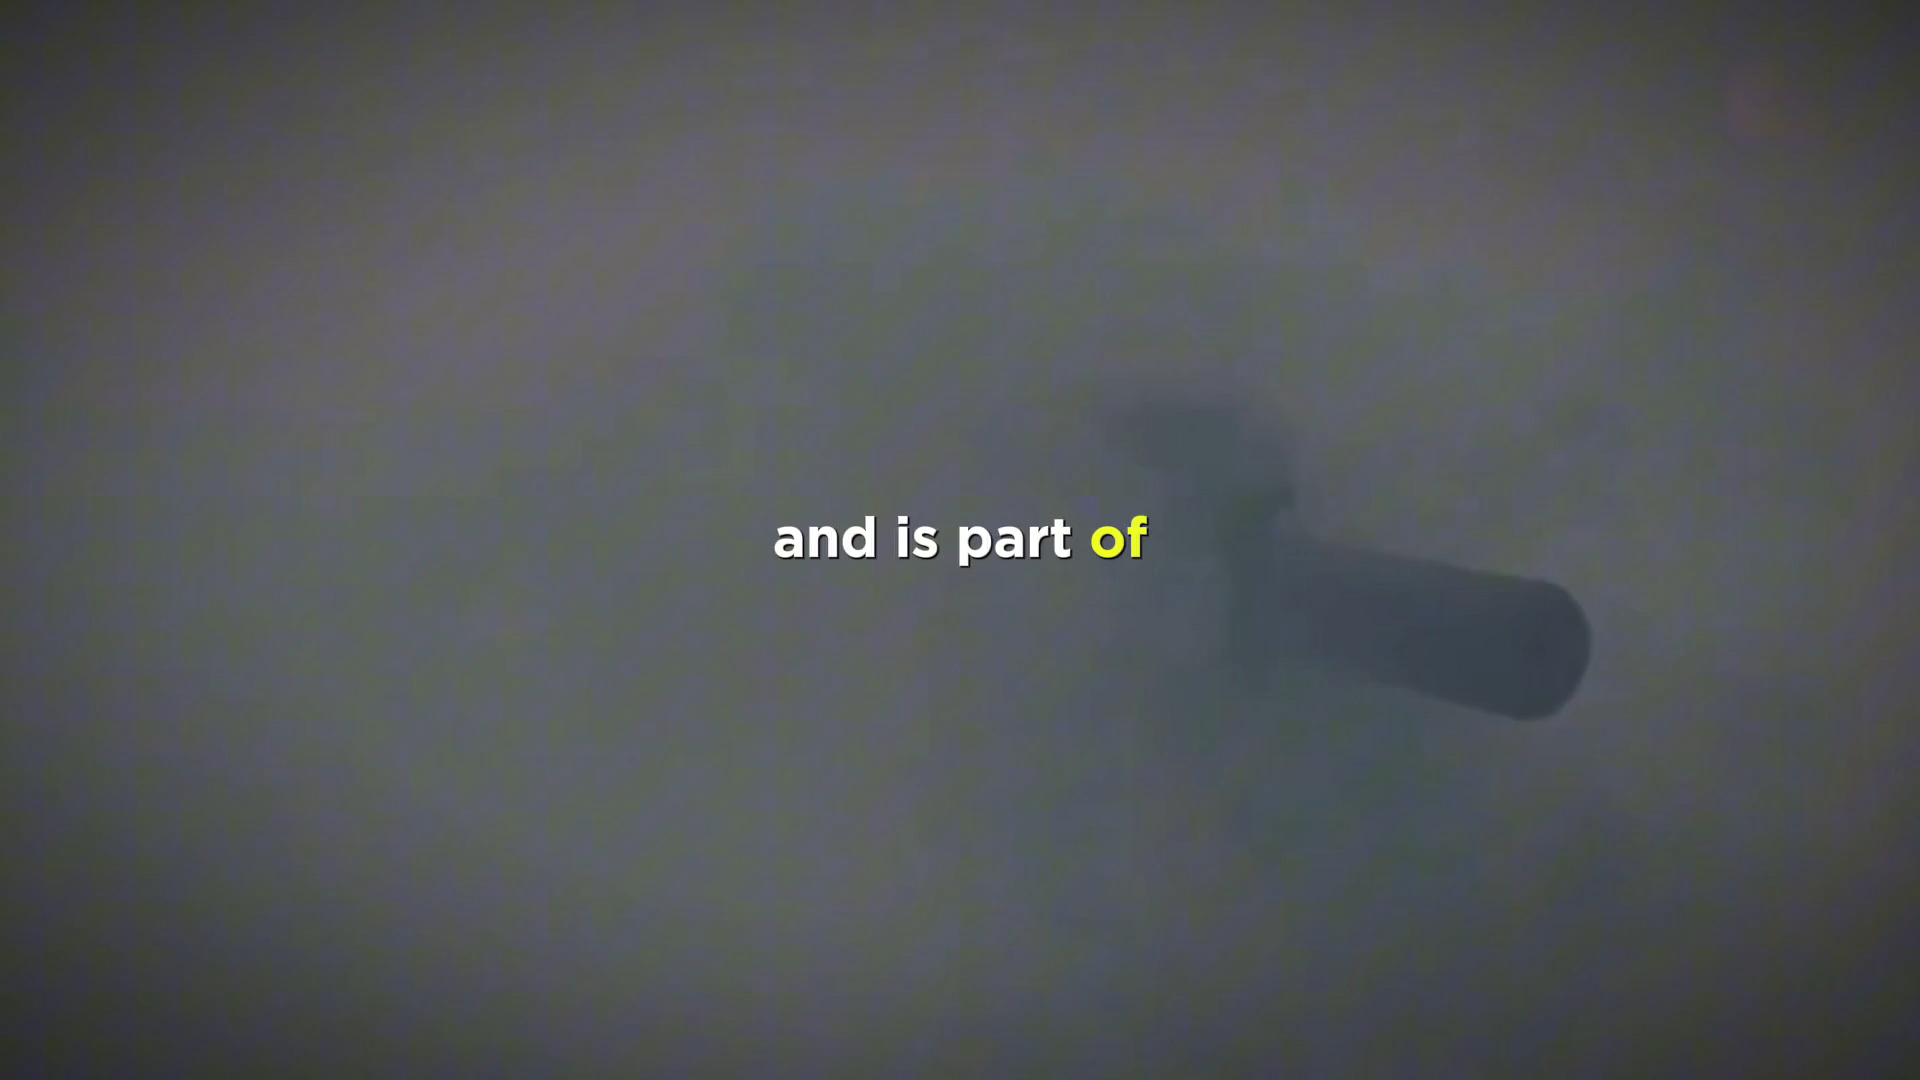 and is part of